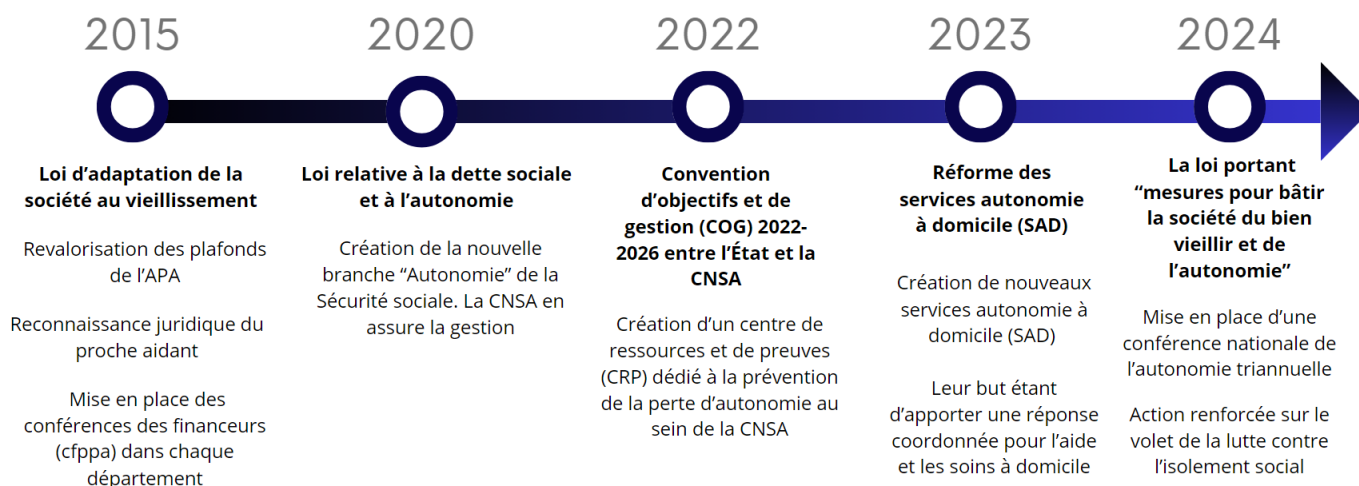 2015
Loi d’adaptation de la
société au vieillissement
Revalorisation des plafonds
de l’APA
Reconnaissance juridique du
proche aidant
Mise en place des
conférences des financeurs
(cfppa) dans chaque
département
2020
Loi relative à la dette sociale
et à l’autonomie
Création de la nouvelle
branche “Autonomie” de la
Sécurité sociale. La CNSA en
assure la gestion
2022
Convention
d’objectifs et de
gestion (COG) 2022-
2026 entre l’État et la
CNSA
Création d’un centre de
ressources et de preuves
(CRP) dédié à la prévention
de la perte d’autonomie au
sein de la CNSA
2023
Réforme des
services autonomie
à domicile (SAD)
Création de nouveaux
services autonomie à
domicile (SAD)
Leur but étant
d’apporter une réponse
coordonnée pour l’aide
et les soins à domicile
2024
La loi portant
“mesures pour bâtir
la société du bien
vieillir et de
l’autonomie”
Mise en place d’une
conférence nationale de
l’autonomie triannuelle
Action renforcée sur le
volet de la lutte contre
l’isolement social